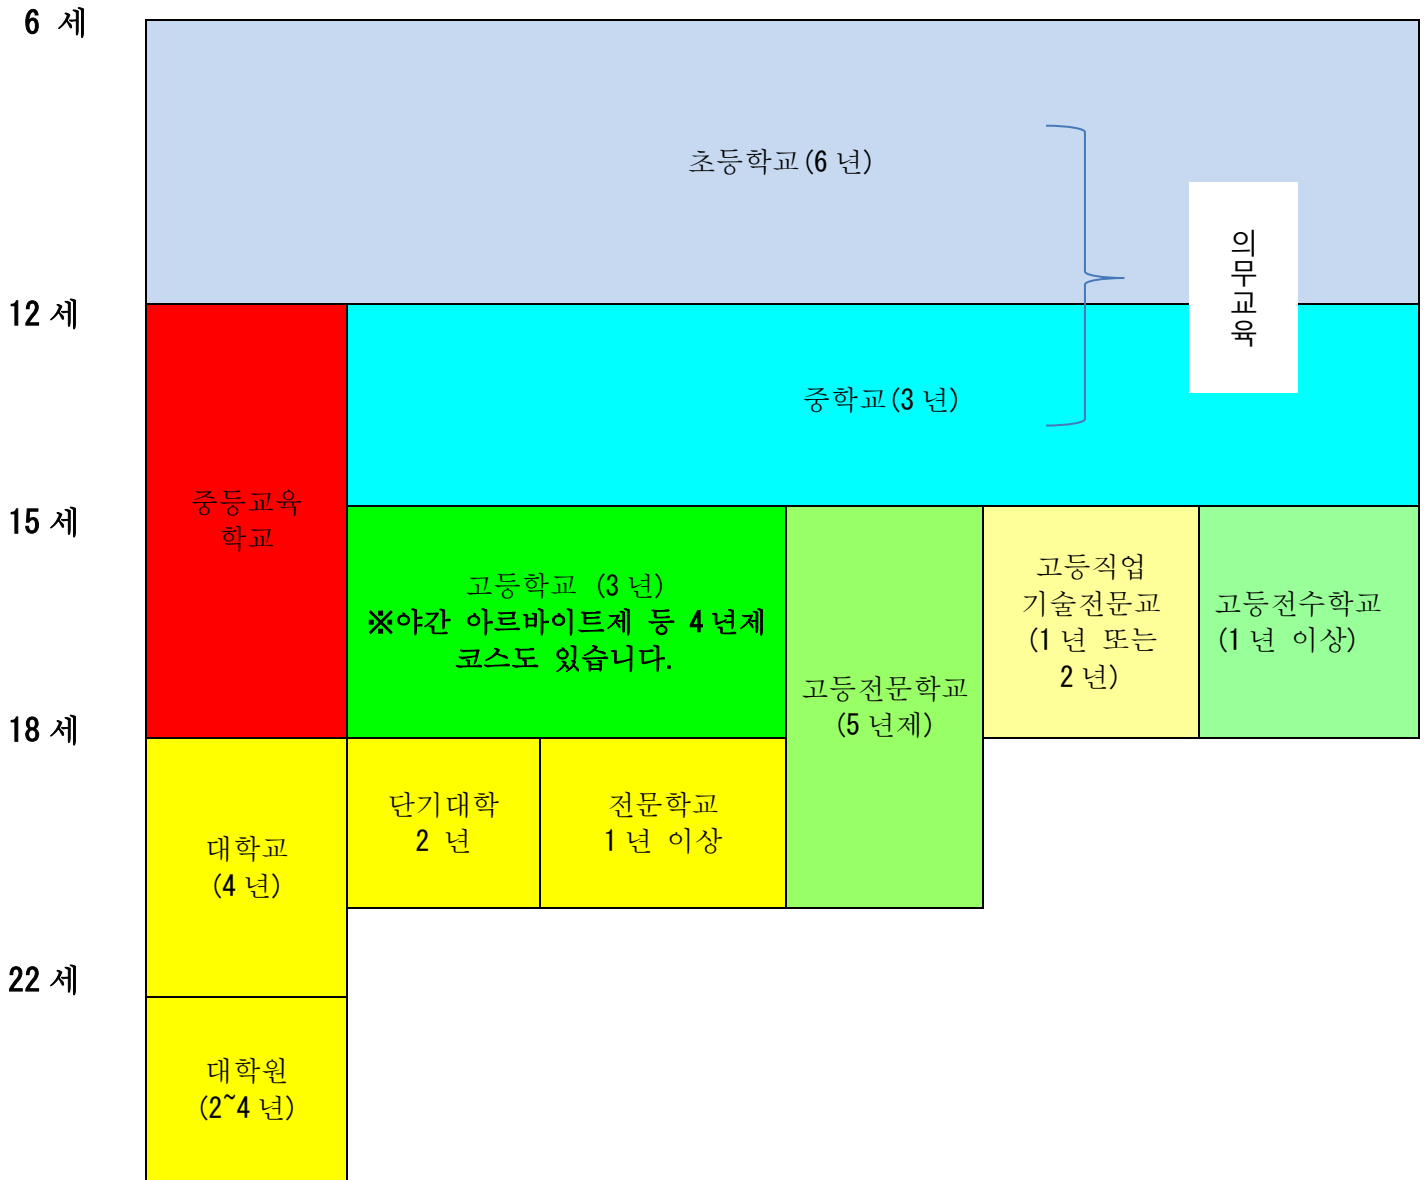 6 세
초등학교(6 년)
의무교육
12 세
중학교(3 년)
중등교육
학교
15 세
고등학교 (3 년)
※야간 아르바이트제 등 4 년제
코스도 있습니다.
고등전문학교
(5 년제)
고등직업
기술전문교
(1 년 또는
2 년)
고등전수학교
(1 년 이상)
18 세
대학교
(4 년)
단기대학
2 년
전문학교
1 년 이상
22 세
대학원
(2~4 년)